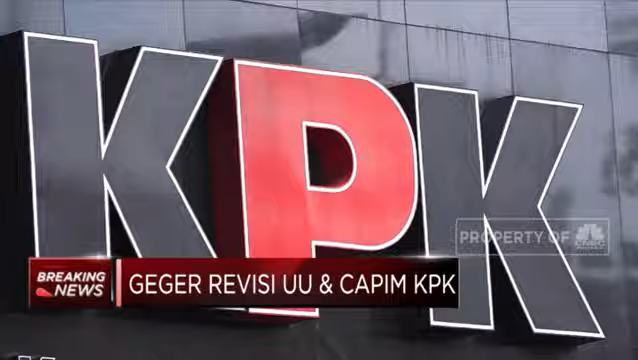 KPK
PROPERTY OF CNBC
BREAKING NEWS
GEGER REVISI UU & CAPIM KPK